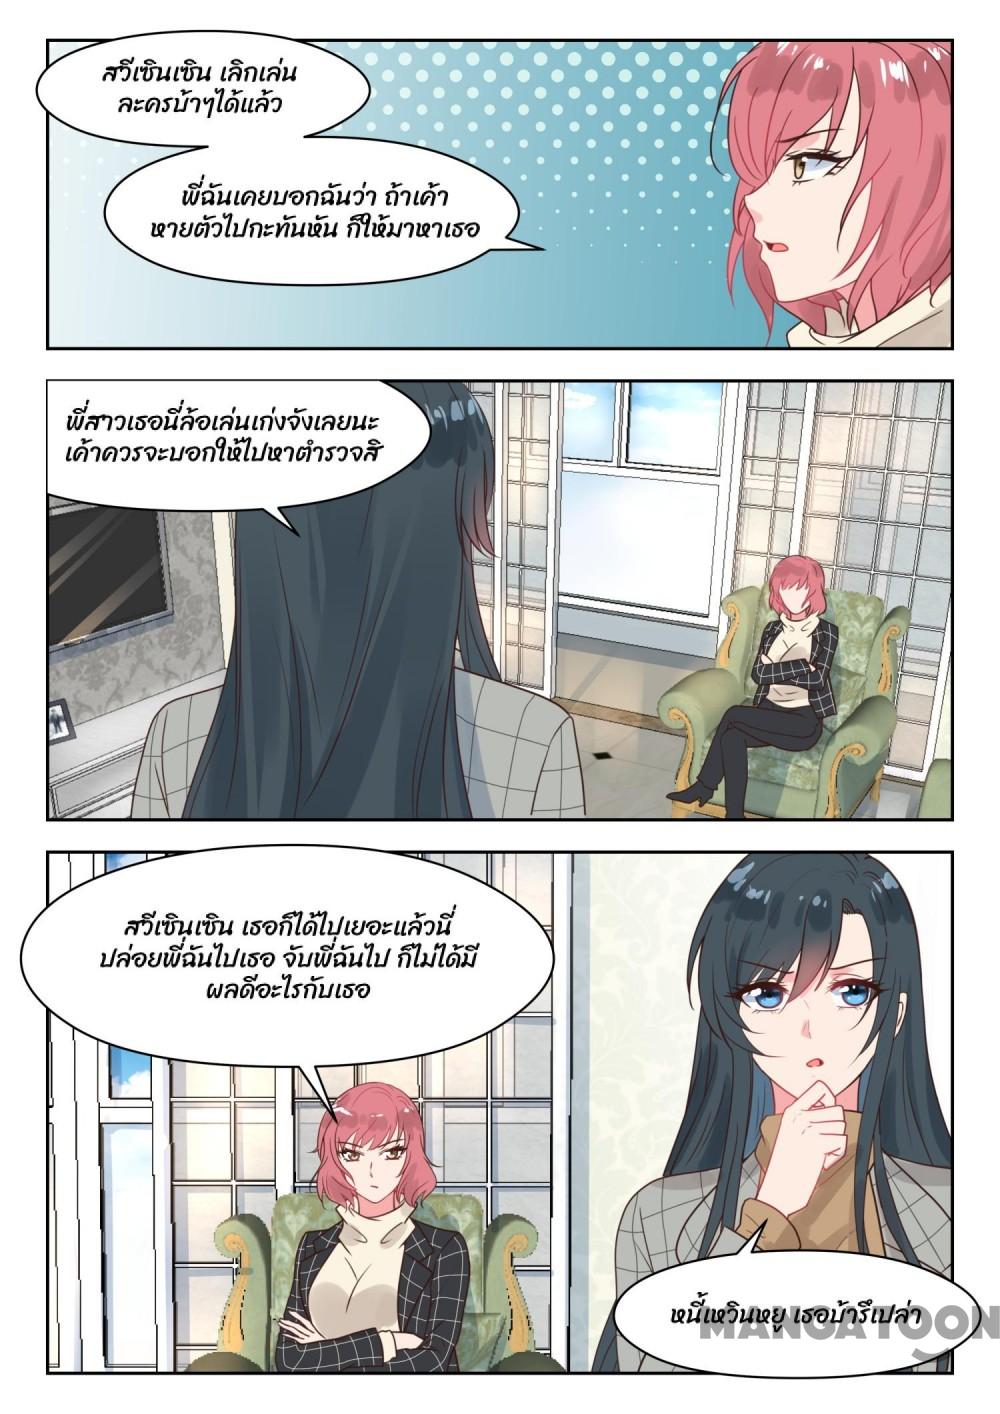 สวีเซินเซิน เลิกเล่น
ละครบ้าๆได้แล้ว
พี่ฉันเคยบอกฉันว่า ถ้าเค้า
หายตัวไปกะทันหัน ก็ให้มาหาเธอ
พี่สาวเธอนี่ล้อเล่นเก่งจังเลยนะ
เค้าควรจะบอกให้ไปหาตำรวจสิ
สวีเซินเซิน เธอก็ได้ไปเยอะแล้วนี่
ปล่อยพี่ฉันไปเธอ จับพี่ฉันไป ก็ไม่ได้มี
ผลดีอะไรกับเธอ
หนี้เหวินหยู เธอบ้ารึเปล่า
MANGATOON